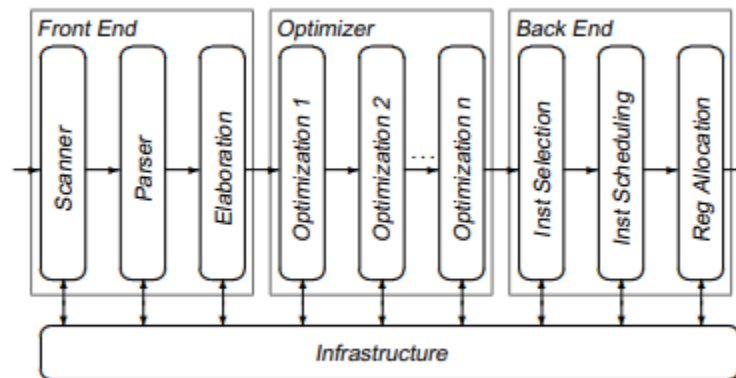 Front End
Optimizer
Back End
Scanner
Parser
Elaboration
Optimization 1
Optimization 2
...
Optimization n
Inst Selection
Inst Scheduling
Reg Allocation
Infrastructure